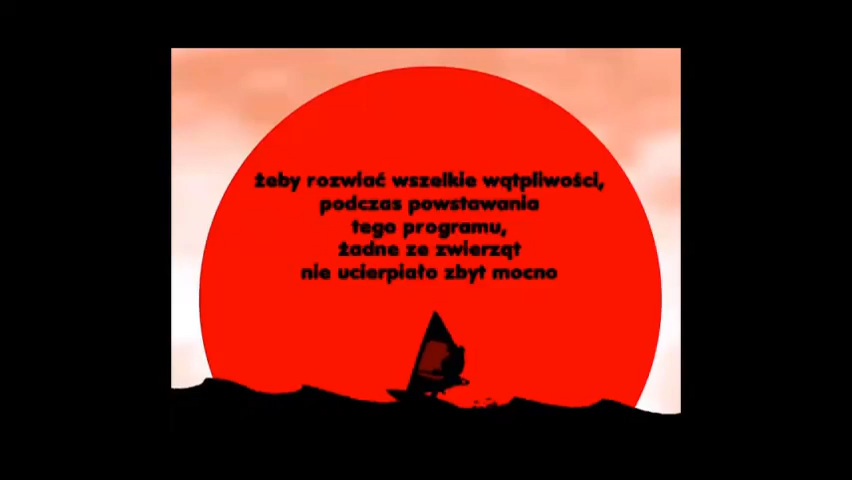 żeby rozwiać wszelkie wątpliwości,
podczas powstawania
tego programu,
żadne ze zwierząt
nie ucierpiało zbyt mocno